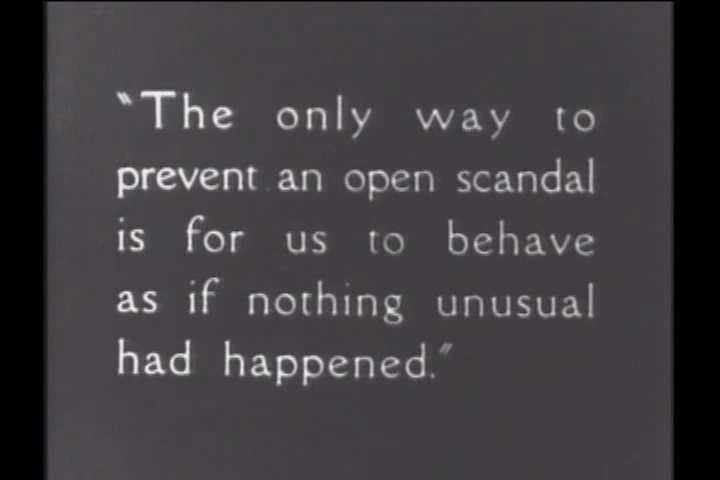 "The only way to
prevent an open scandal
is for us to behave
as if nothing unusual
had happened."